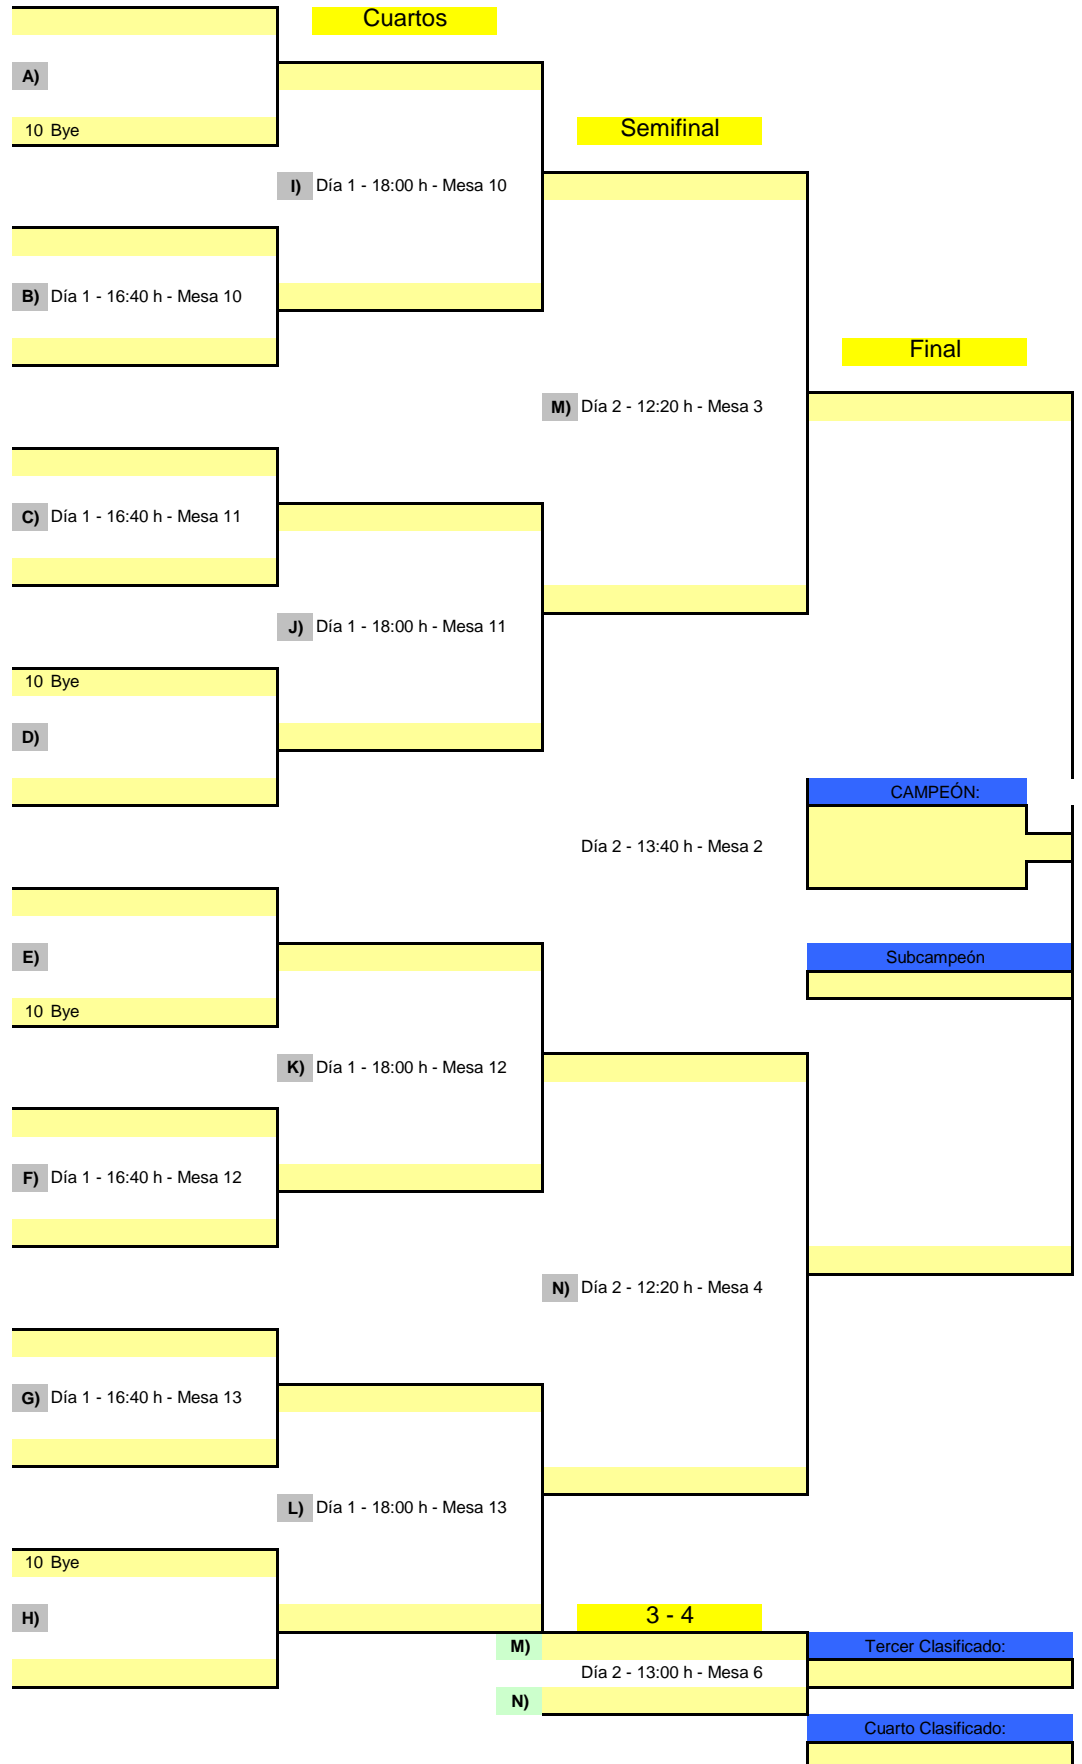 Cuartos
A)
10 Bye
Semifinal
I) Día 1 - 18:00 h - Mesa 10
B) Día 1 - 16:40 h - Mesa 10
Final
M) Día 2 - 12:20 h - Mesa 3
C) Día 1 - 16:40 h - Mesa 11
J) Día 1 - 18:00 h - Mesa 11
10 Bye
D)
CAMPEÓN:
Día 2 - 13:40 h - Mesa 2
E)
Subcampeón
10 Bye
K) Día 1 - 18:00 h - Mesa 12
F) Día 1 - 16:40 h - Mesa 12
N) Día 2 - 12:20 h - Mesa 4
G) Día 1 - 16:40 h - Mesa 13
L) Día 1 - 18:00 h - Mesa 13
10 Bye
H)
3 - 4
M)
Tercer Clasificado:
Día 2 - 13:00 h - Mesa 6
N)
Cuarto Clasificado: